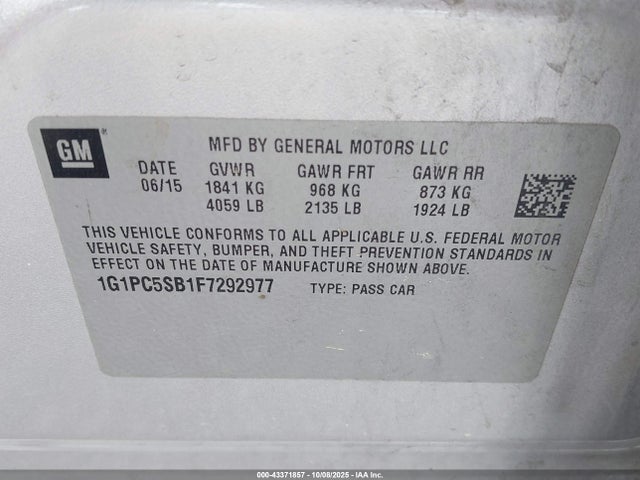 GM
MFD BY GENERAL MOTORS LLC
DATE GVWR GAWR FRT GAWR RR
06/15 1841 KG 968 KG 873 KG
4059 LB 2135 LB 1924 LB
THIS VEHICLE CONFORMS TO ALL APPLICABLE U.S. FEDERAL MOTOR
VEHICLE SAFETY, BUMPER, AND THEFT PREVENTION STANDARDS IN
EFFECT ON THE DATE OF MANUFACTURE SHOWN ABOVE.
1G1PC5SB1F7292977 TYPE: PASS CAR
000-43371857 - 10/08/2025 - IAA Inc.